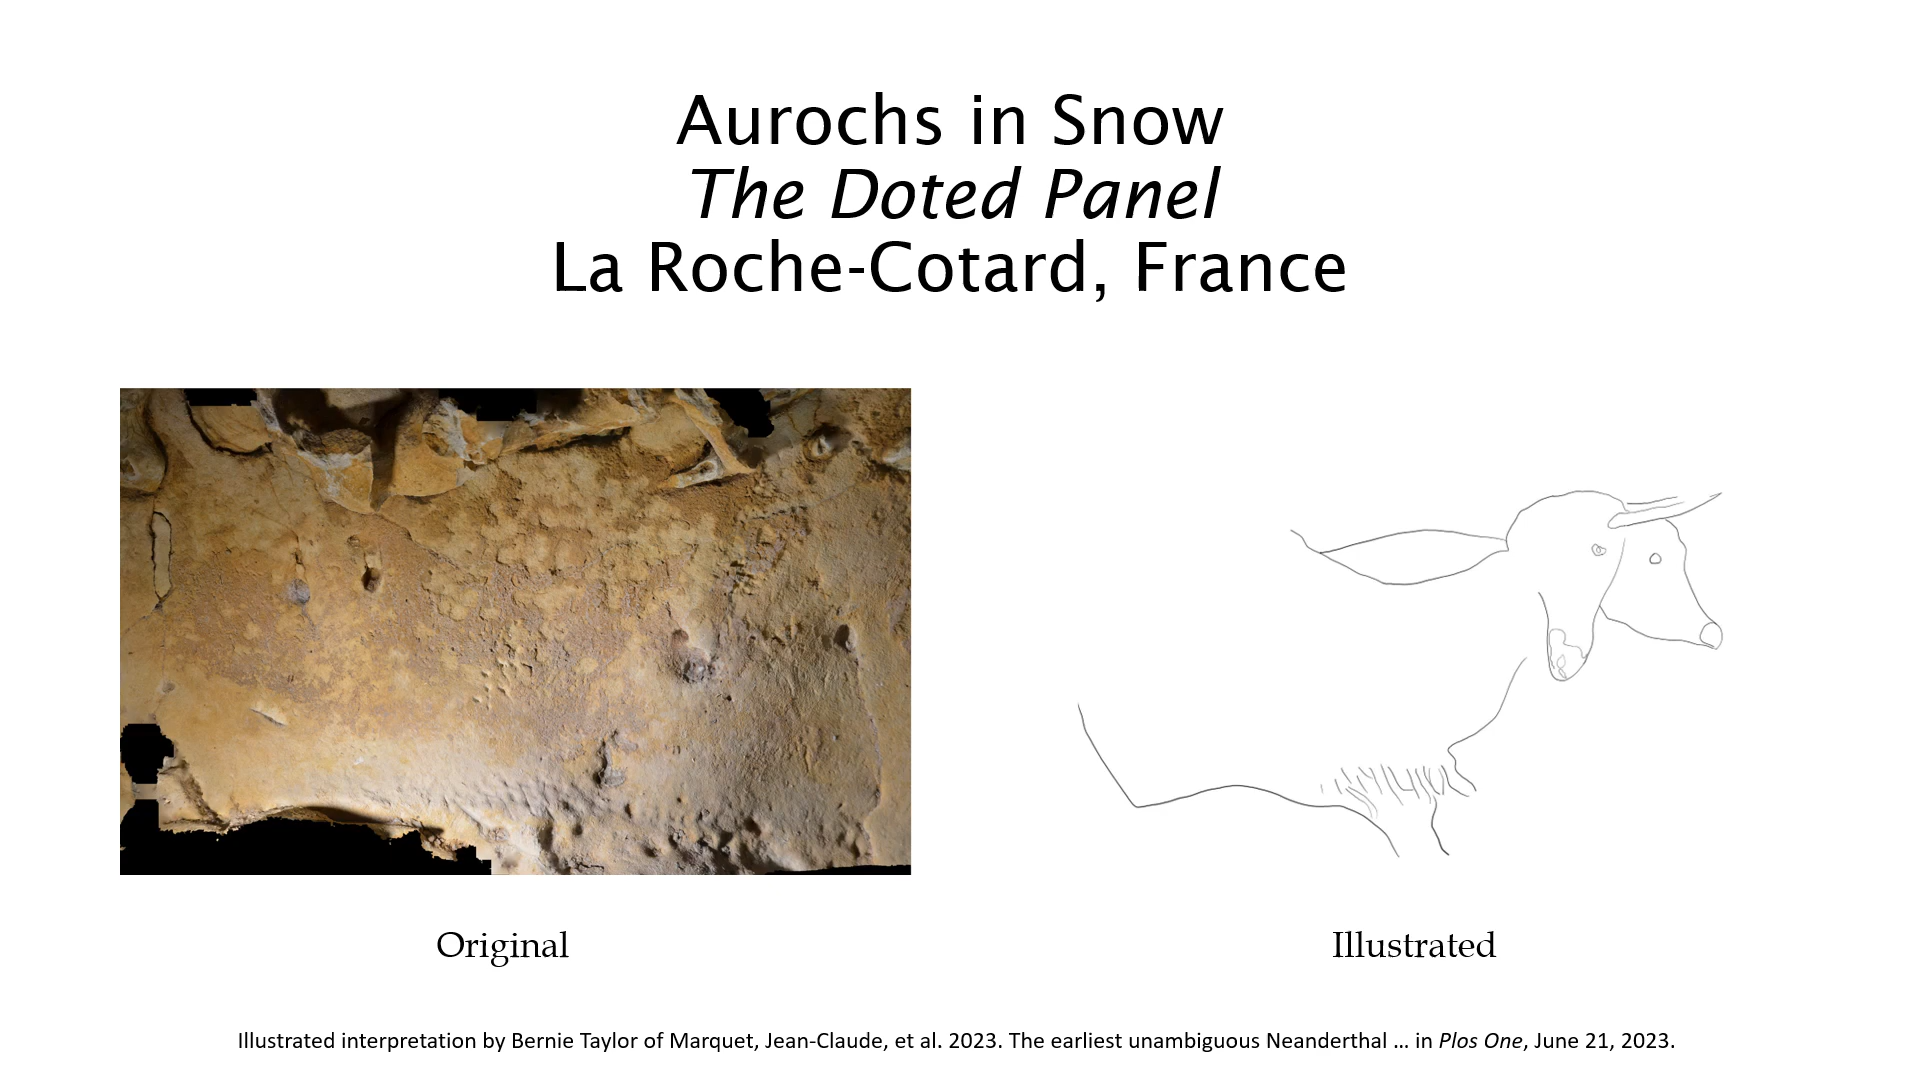 Aurochs in Snow
The Doted Panel
La Roche-Cotard, France
Original
Illustrated
Illustrated interpretation by Bernie Taylor of Marquet, Jean-Claude, et al. 2023. The earliest unambiguous Neanderthal ... in Plos One, June 21, 2023.